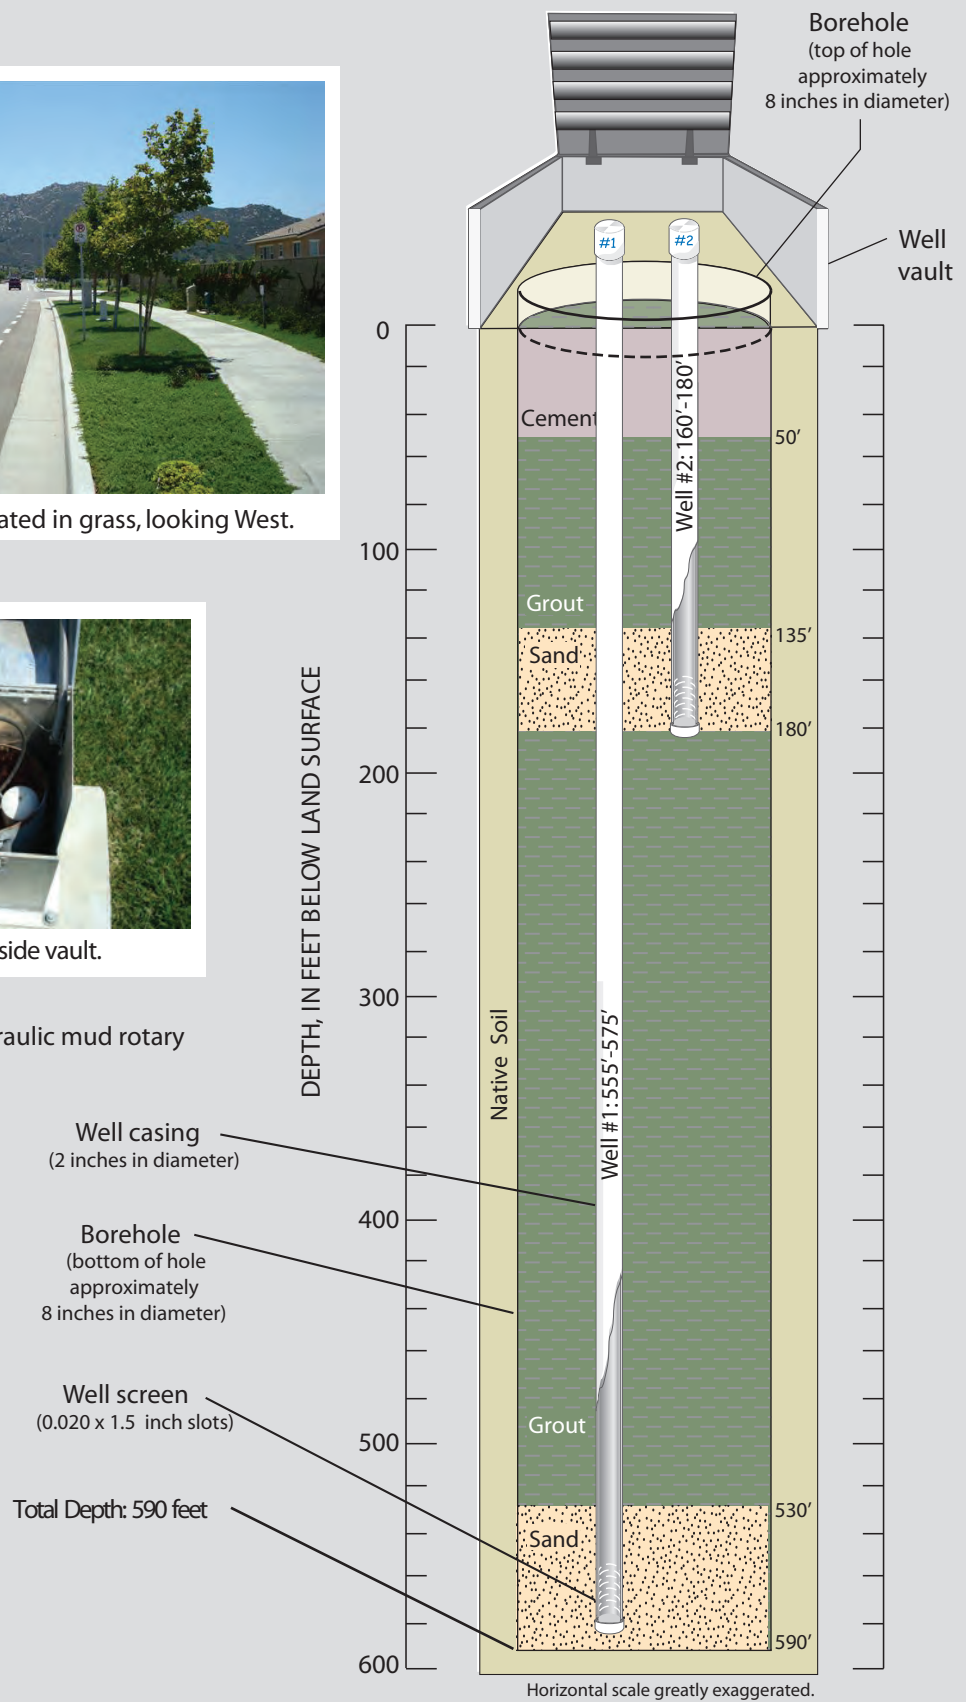 Borehole
(top of hole
approximately
8 inches in diameter)
#1
#2
Well
vault
0
Cement
50′
Well #2: 160′-180′
ated in grass, looking West.
100
Grout
135′
Sand
180′
200
DEPTH, IN FEET BELOW LAND SURFACE
side vault.
300
raulic mud rotary
Native Soil
Well #1: 555′-575′
Well casing
(2 inches in diameter)
400
Borehole
(bottom of hole
approximately
8 inches in diameter)
Well screen
(0.020 x 1.5 inch slots)
Grout
500
Total Depth: 590 feet
530′
Sand
590′
600
Horizontal scale greatly exaggerated.